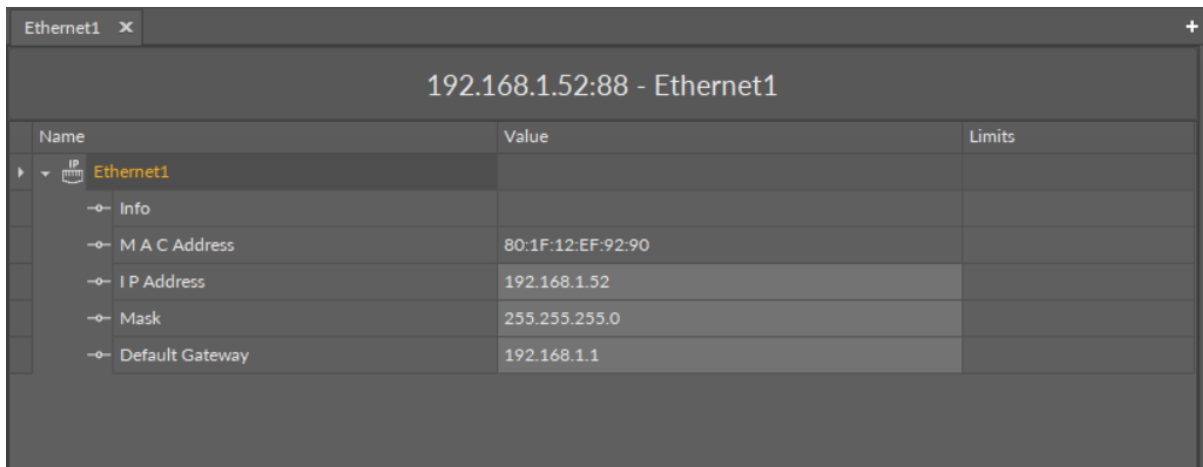 Ethernet1
192.168.1.52:88 - Ethernet1
Name Value Limits
IP Ethernet1
Info
M A C Address 80:1F:12:EF:92:90
I P Address 192.168.1.52
Mask 255.255.255.0
Default Gateway 192.168.1.1